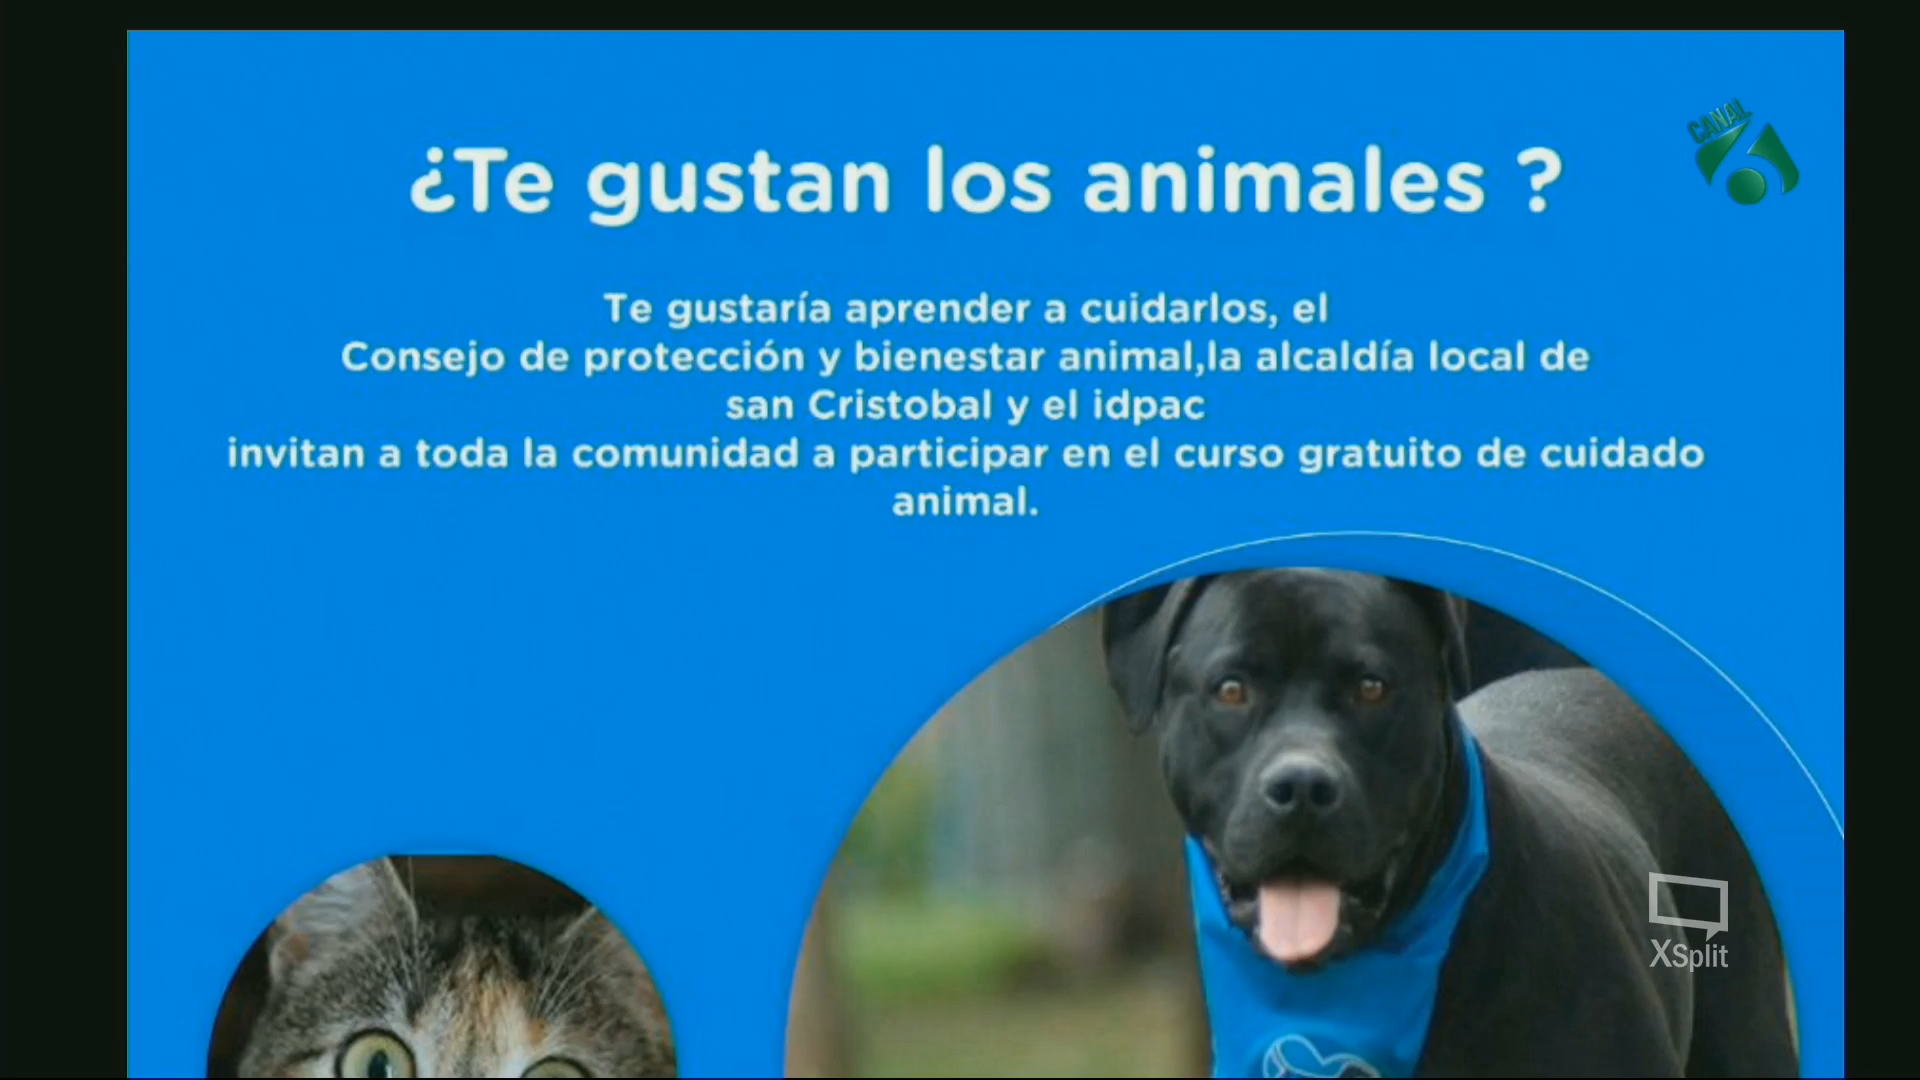 CANAL
6
¿Te gustan los animales ?
Te gustaría aprender a cuidarlos, el
Consejo de protección y bienestar animal,la alcaldía local de
san Cristobal y el idpac
invitan a toda la comunidad a participar en el curso gratuito de cuidado
animal.
XSplit